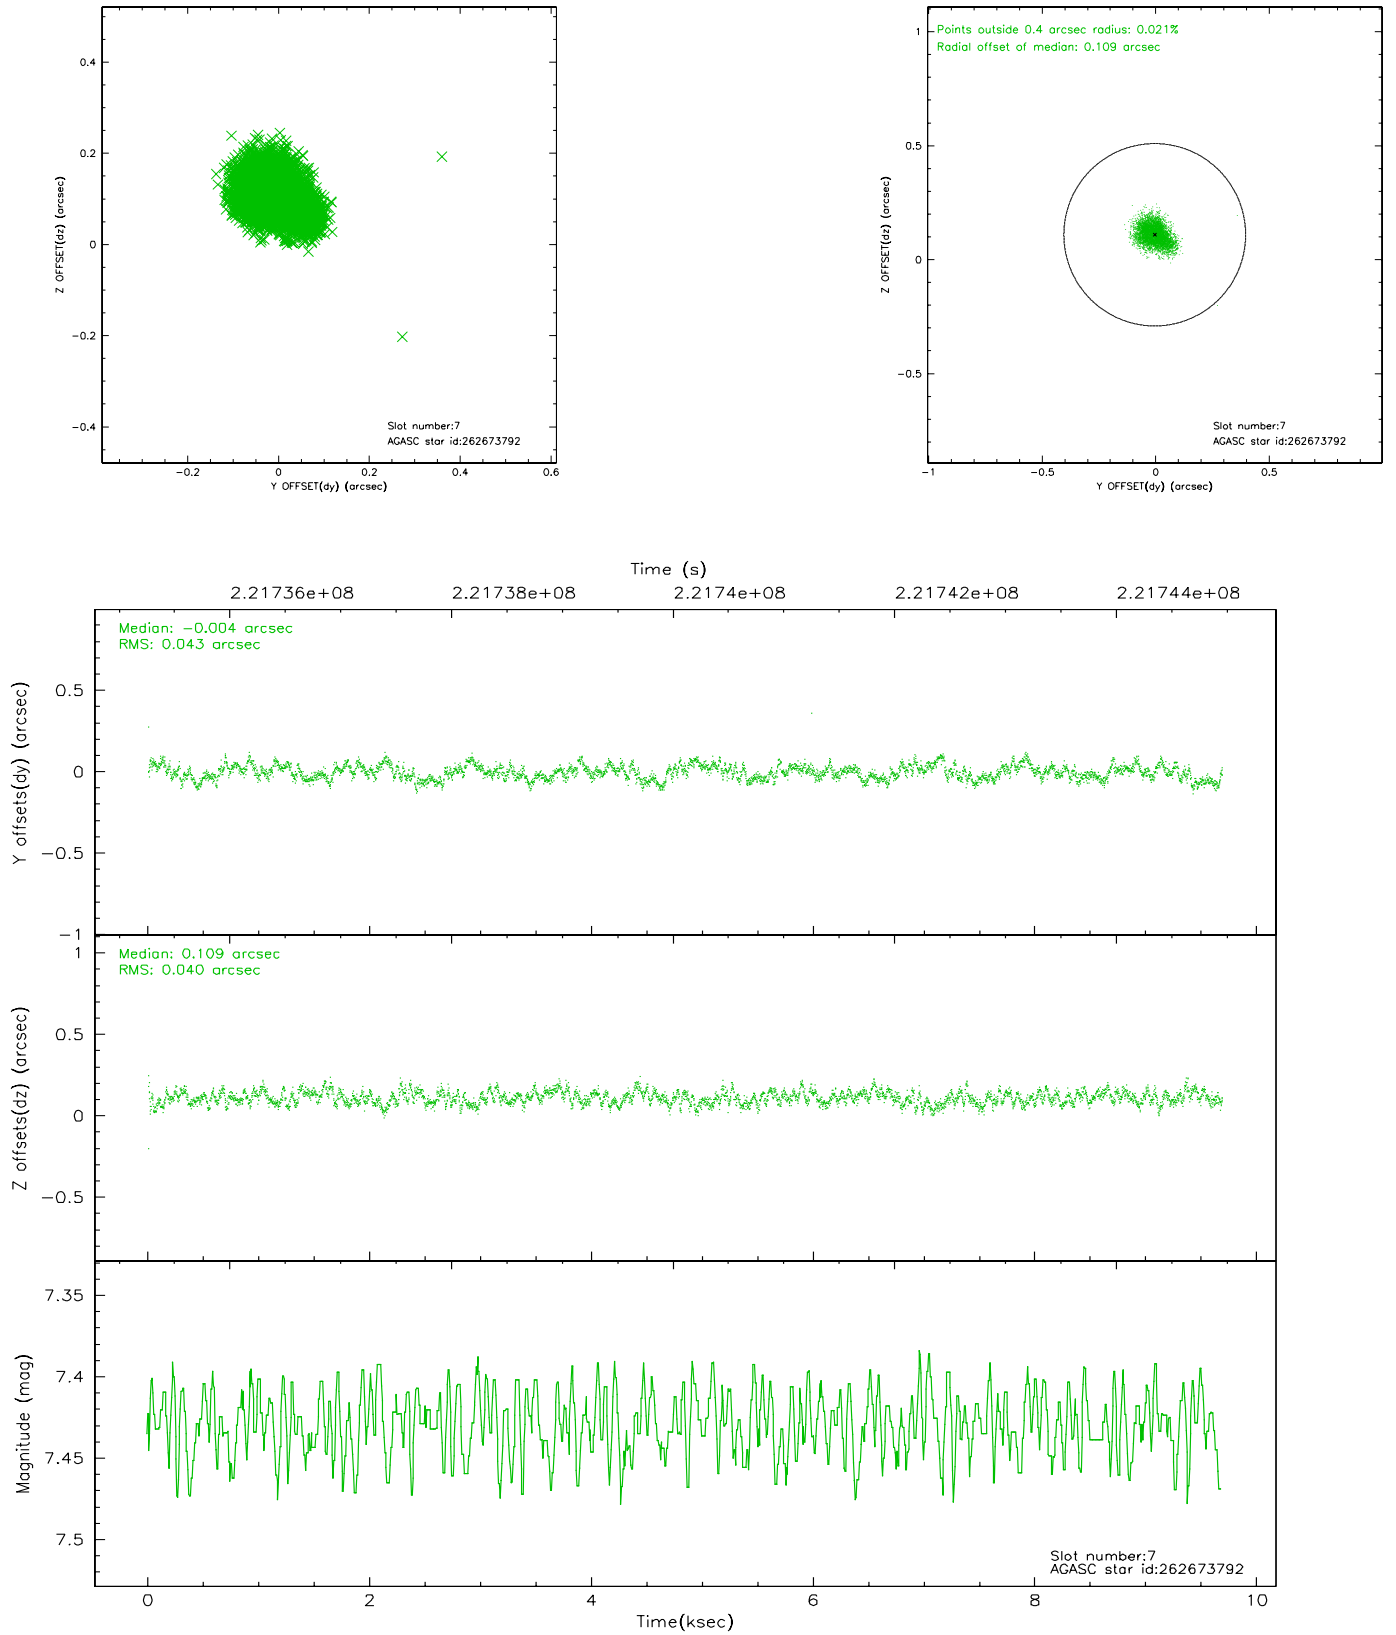 0.4
0.2
0
-0.2
-0.4
Z OFFSET(dz) (arcsec)
Slot number:7
AGASC star id:262673792
-0.2
0
0.2
0.4
0.6
Y OFFSET(dy) (arcsec)
Points outside 0.4 arcsec radius: 0.021%
Radial offset of median: 0.109 arcsec
1
0.5
0
-0.5
Z OFFSET(dz) (arcsec)
Slot number:7
AGASC star id:262673792
-1
-0.5
0
0.5
Y OFFSET(dy) (arcsec)
Time (s)
2.21736e+08
2.21738e+08
2.2174e+08
2.21742e+08
2.21744e+08
Median: -0.004 arcsec
RMS: 0.043 arcsec
0.5
0
-0.5
-1
Y offsets(dy) (arcsec)
Median: 0.109 arcsec
RMS: 0.040 arcsec
1
0.5
0
-0.5
Z offsets(dz) (arcsec)
7.35
7.4
7.45
7.5
Magnitude (mag)
Slot number:7
AGASC star id:262673792
0
2
4
6
8
10
Time(ksec)